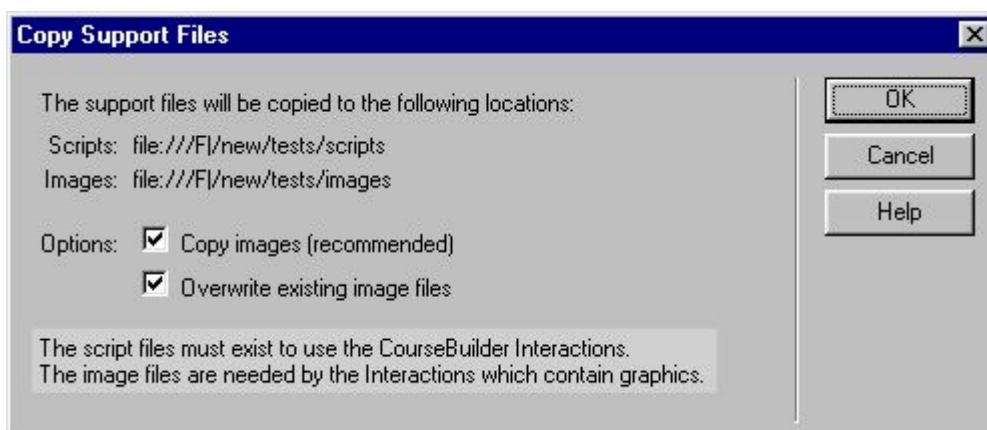 Copy Support Files
The support files will be copied to the following locations:
Scripts: file:///F|/new/tests/scripts
Images: file:///F|/new/tests/images
Options: Copy images (recommended)
Overwrite existing image files
The script files must exist to use the CourseBuilder Interactions.
The image files are needed by the Interactions which contain graphics.
OK
Cancel
Help